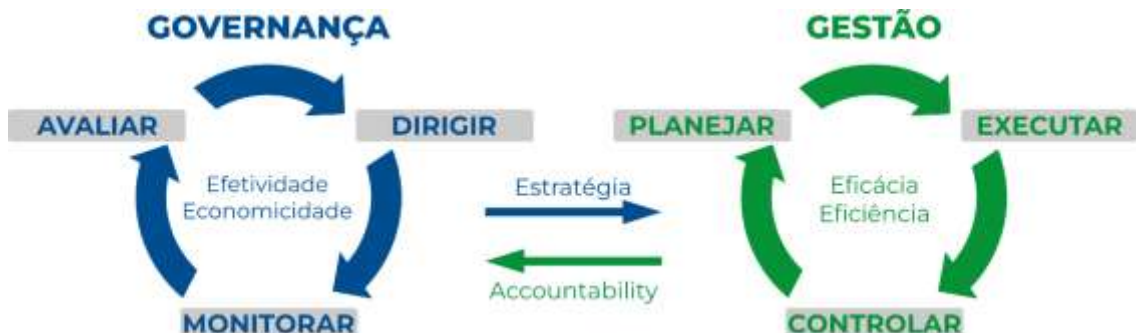 GOVERNANÇA
GESTÃO
AVALIAR
DIRIGIR
PLANEJAR
EXECUTAR
Efetividade
Economicidade
Estratégia
Eficácia
Eficiência
Accountability
MONITORAR
CONTROLAR